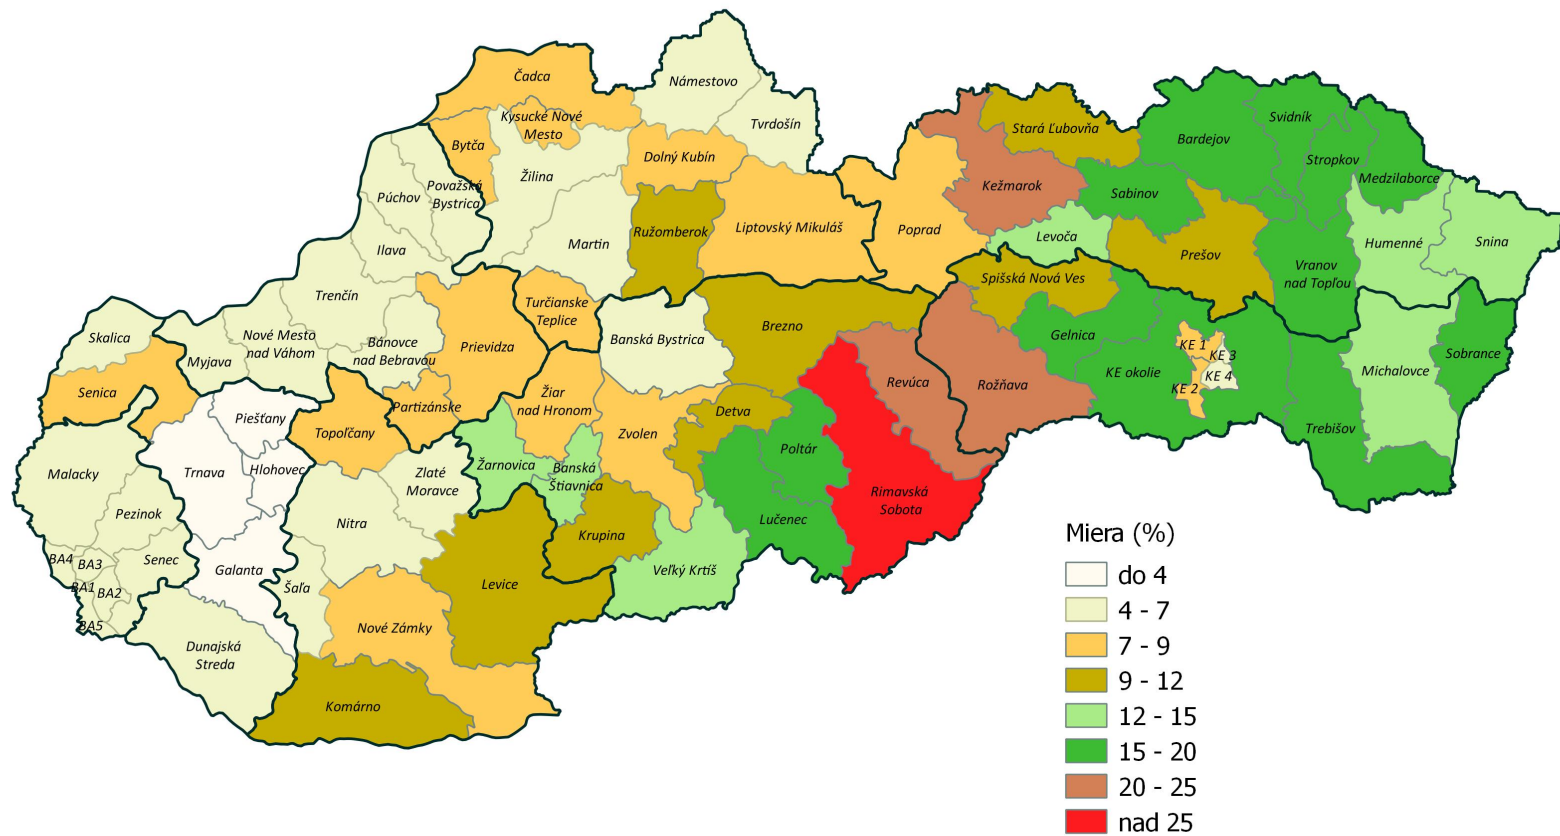 Námestovo
Čadca
Tvrdošín
Kysucké Nové
Mesto
Bytča
Dolný Kubín
Žilina
Stará Ľubovňa
Svidník
Bardejov
Stropkov
Medzilaborce
Považská
Bystrica
Púchov
Kežmarok
Sabinov
Ružomberok
Liptovský Mikuláš
Poprad
Levoča
Martin
Ilava
Humenné
Snina
Prešov
Vranov
nad Topľou
Spišská Nová Ves
Trenčín
Turčianske
Teplice
Brezno
Banská Bystrica
Skalica
Nové Mesto
nad Váhom
Myjava
Bánovce
nad Bebravou
Prievidza
Gelnica
KE 1
KE 3
KE 4
KE 2
KE okolie
Sobrance
Michalovce
Revúca
Rožňava
Senica
Žiar
nad Hronom
Partizánske
Piešťany
Topoľčany
Zvolen
Detva
Trebišov
Poltár
Malacky
Trnava
Hlohovec
Zlaté
Moravce
Žarnovica
Banská
Štiavnica
Rimavská
Sobota
Pezinok
Nitra
Lučenec
Krupina
BA4
BA3
Senec
Galanta
BA1
BA2
Šaľa
Levice
Veľký Krtíš
BA5
Nové Zámky
Dunajská
Streda
Komárno
Miera (%)
do 4
4 - 7
7 - 9
9 - 12
12 - 15
15 - 20
20 - 25
nad 25